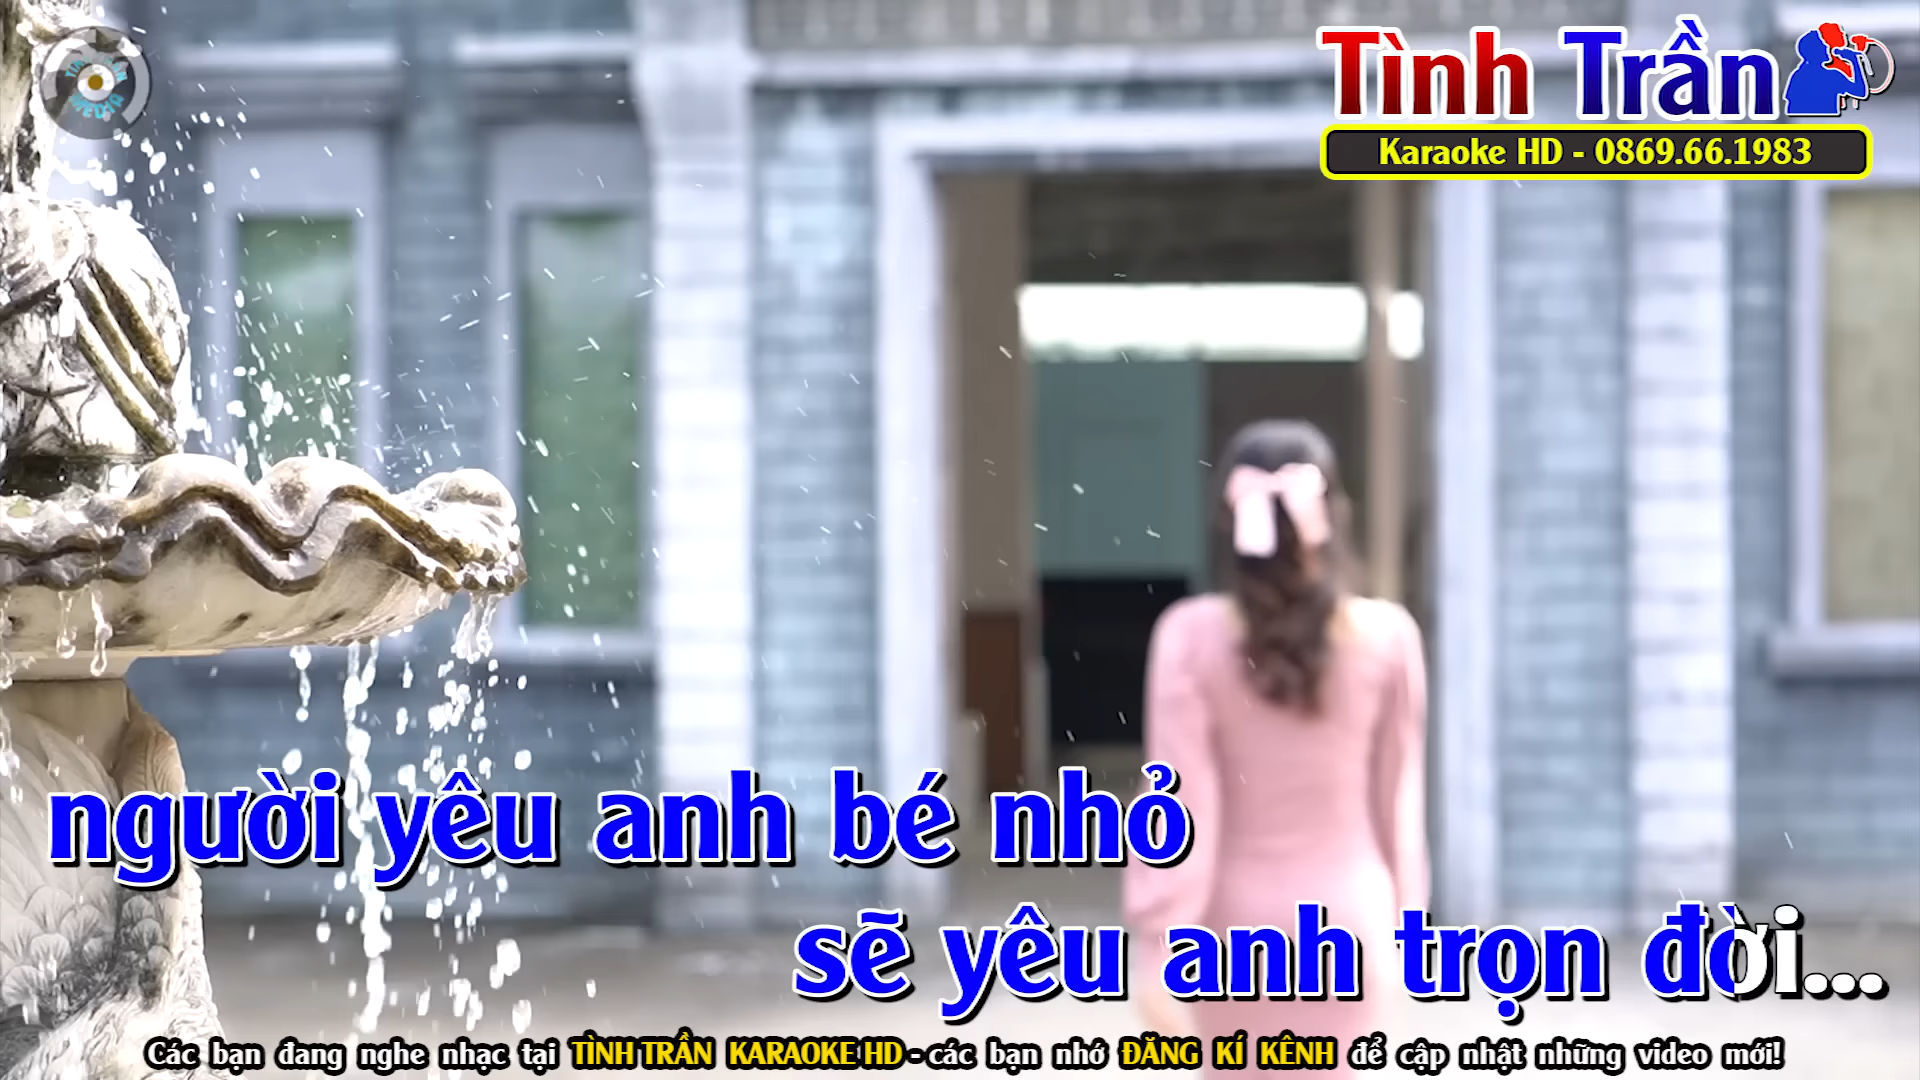 Tình Trần
Karaoke HD - 0869.66.1983
người yêu anh bé nhỏ
sẽ yêu anh trọn đời...
Các bạn đang nghe nhạc tại TÌNH TRẦN KARAOKE HD - các bạn nhớ ĐĂNG KÍ KÊNH để cập nhật những video mới!